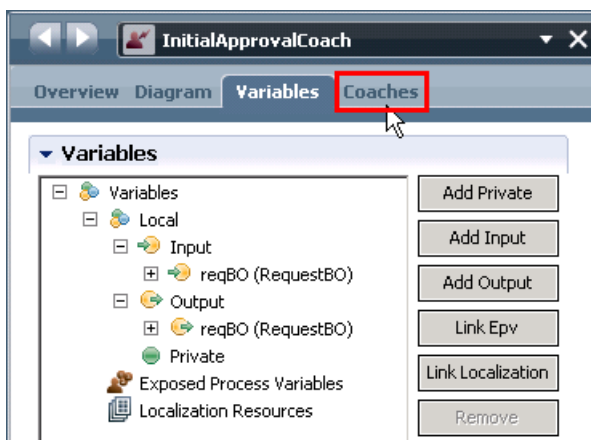 InitialApprovalCoach
Overview Diagram Variables Coaches
Variables
Variables
Local
Input
reqBO (RequestBO)
Output
reqBO (RequestBO)
Private
Exposed Process Variables
Localization Resources
Add Private
Add Input
Add Output
Link Epv
Link Localization
Remove